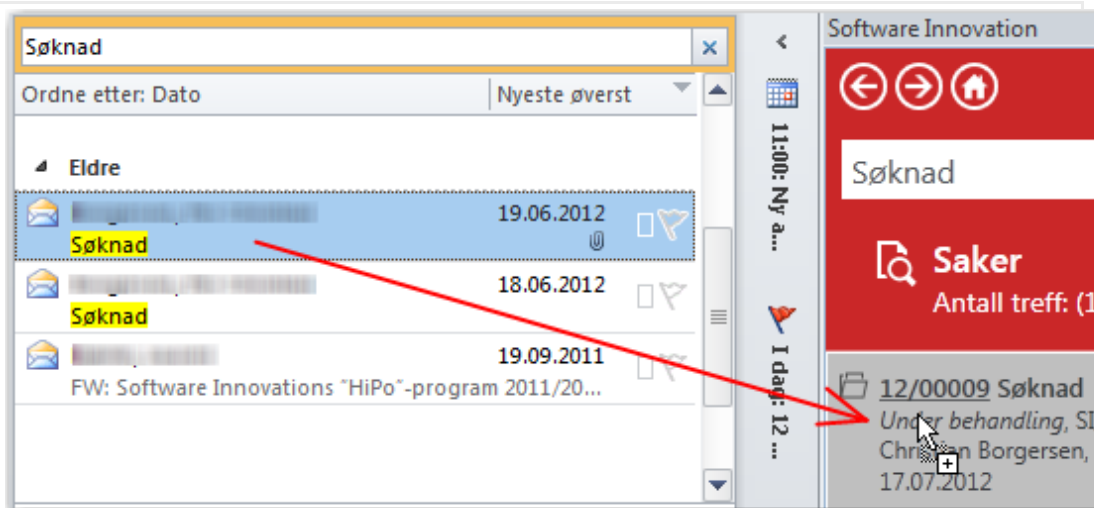 Søknad
Ordne etter: Dato
Nyeste øverst
Eldre
19.06.2012
Søknad
18.06.2012
Søknad
19.09.2011
FW: Software Innovations "HiPo"-program 2011/20...
11:00: Ny a...
I dag: 12 ...
Software Innovation
Søknad
Saker
Antall treff: (1
12/00009 Søknad
Under behandling, SI
Christian Borgersen,
17.07.2012